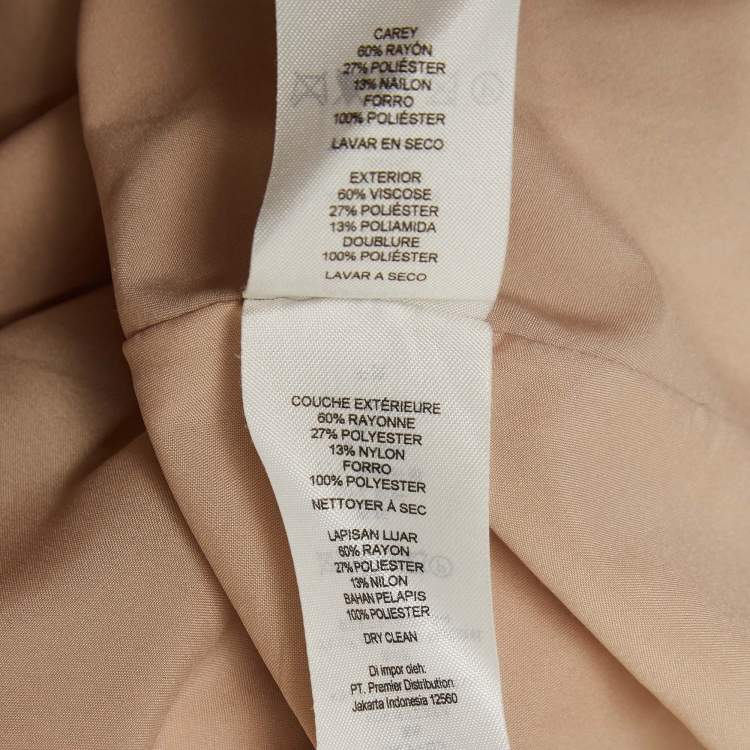 CAREY
60% RAYÓN
27% POLIÉSTER
13% NAILON
FORRO
100% POLIÉSTER
LAVAR EN SECO
EXTERIOR
60% VISCOSE
27% POLIÉSTER
13% POLIAMIDA
DOUBLURE
100% POLIÉSTER
LAVAR A SECO
COUCHE EXTÉRIEURE
60% RAYONNE
27% POLYESTER
13% NYLON
FORRO
100% POLYESTER
NETTOYER À SEC
LAPISAN LUAR
60% RAYON
27% POLIESTER
13% NILON
BAHAN PELAPIS
100% POLIESTER
DRY CLEAN
Di impor oleh:
PT. Premier Distribution
Jakarta Indonesia 12560